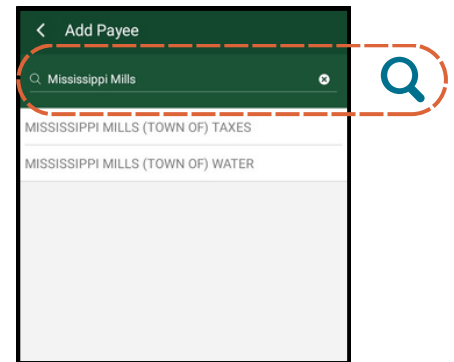 Add Payee
Mississippi Mills
MISSISSIPPI MILLS (TOWN OF) TAXES
MISSISSIPPI MILLS (TOWN OF) WATER